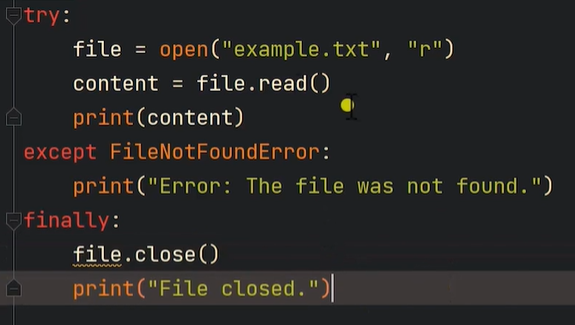 try:
    file = open("example.txt", "r")
    content = file.read()
    print(content)
except FileNotFoundError:
    print("Error: The file was not found.")
finally:
    file.close()
    print("File closed.")